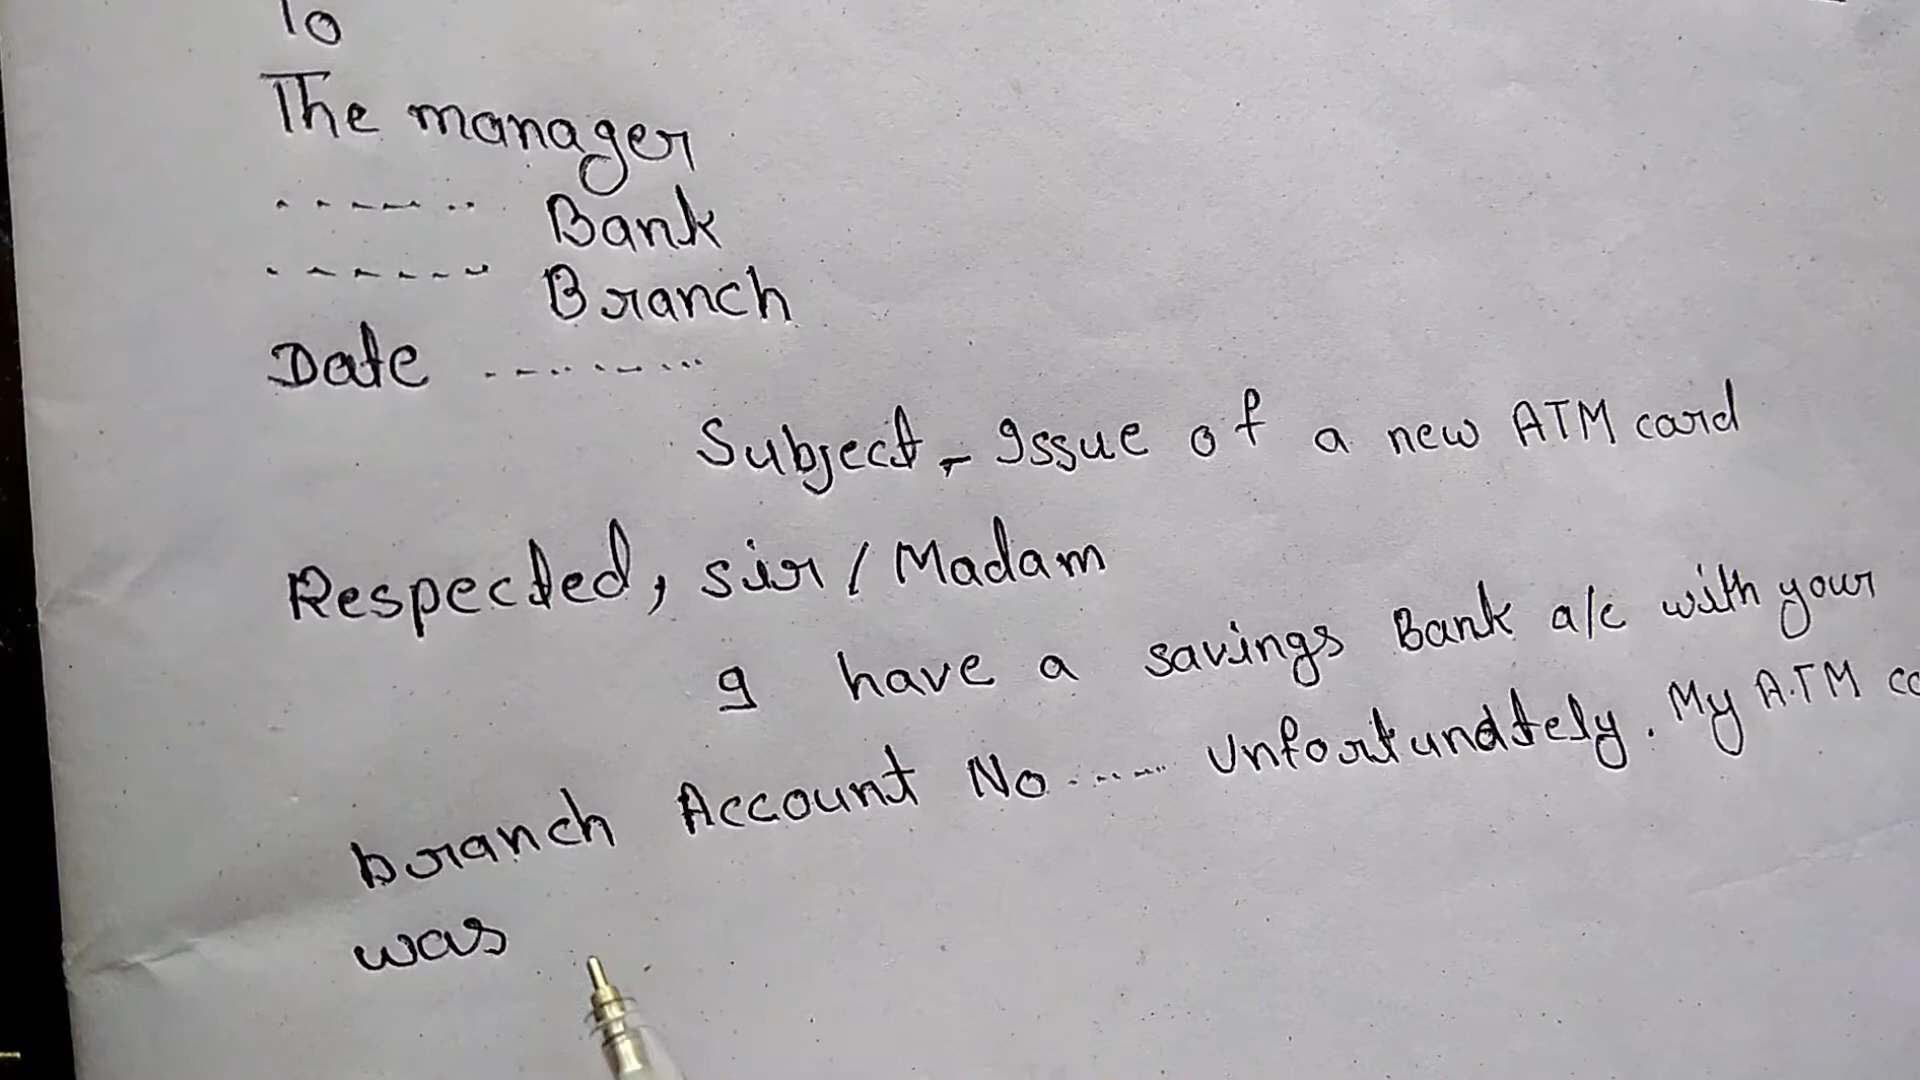 To
The manager
........ Bank
........ Branch
Date ..........
Subject - Issue of a new ATM card
Respected, sir / Madam
I have a savings Bank a/c with your
branch Account No ...... Unfortunately. My A.TM
was